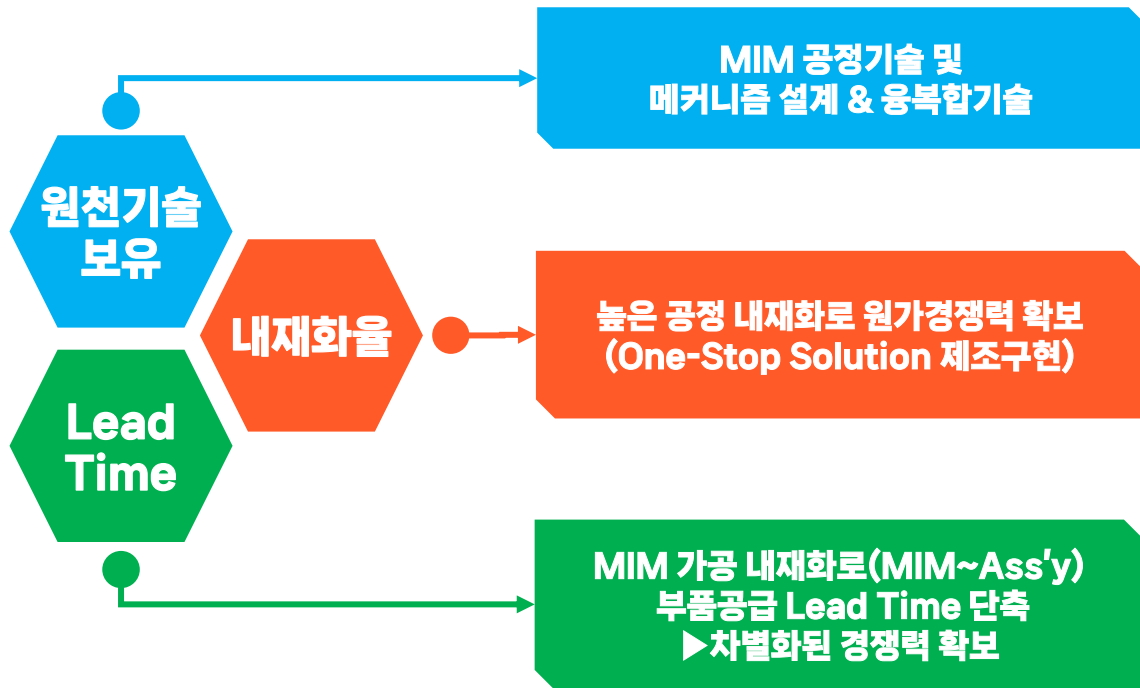 MIM 공정기술 및
메커니즘 설계 & 융복합기술
원천기술
보유
내재화율
높은 공정 내재화로 원가경쟁력 확보
(One-Stop Solution 제조구현)
Lead
Time
MIM 가공 내재화로(MIM~Ass'y)
부품공급 Lead Time 단축
▶차별화된 경쟁력 확보